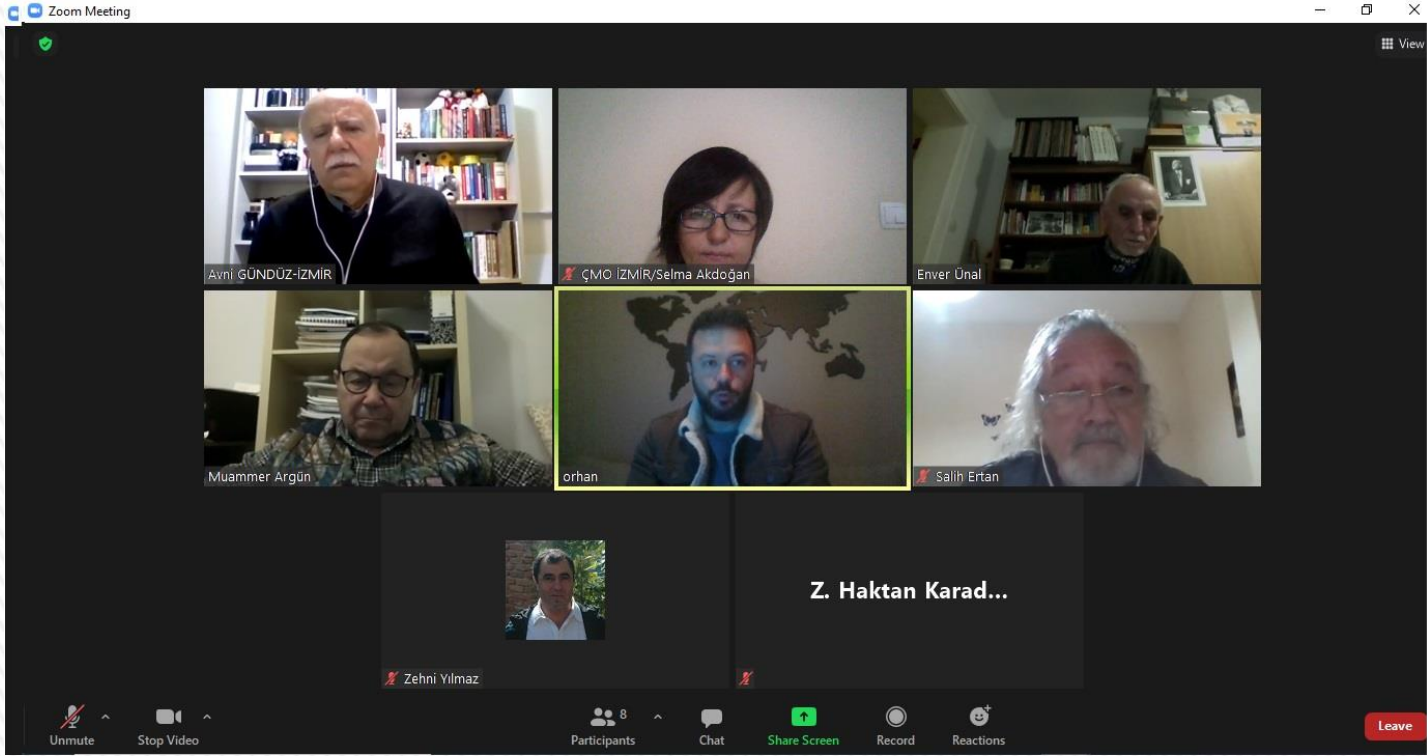 Zoom Meeting
View
Avni GÜNDÜZ-İZMİR
ÇMO İZMİR/Selma Akdoğan
Enver Ünal
Muammer Argün
orhan
Salih Ertan
Zehni Yılmaz
Z. Haktan Karad...
Unmute
Stop Video
Participants
8
Chat
Share Screen
Record
Reactions
Leave